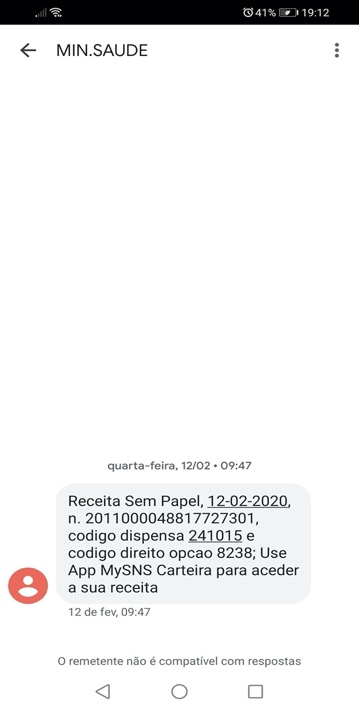 41% 19:12
MIN.SAUDE
quarta-feira, 12/02 • 09:47
Receita Sem Papel, 12-02-2020,
n. 2011000048817727301,
codigo dispensa 241015 e
codigo direito opcao 8238; Use
App MySNS Carteira para aceder
a sua receita
12 de fev, 09:47
O remetente não é compatível com respostas